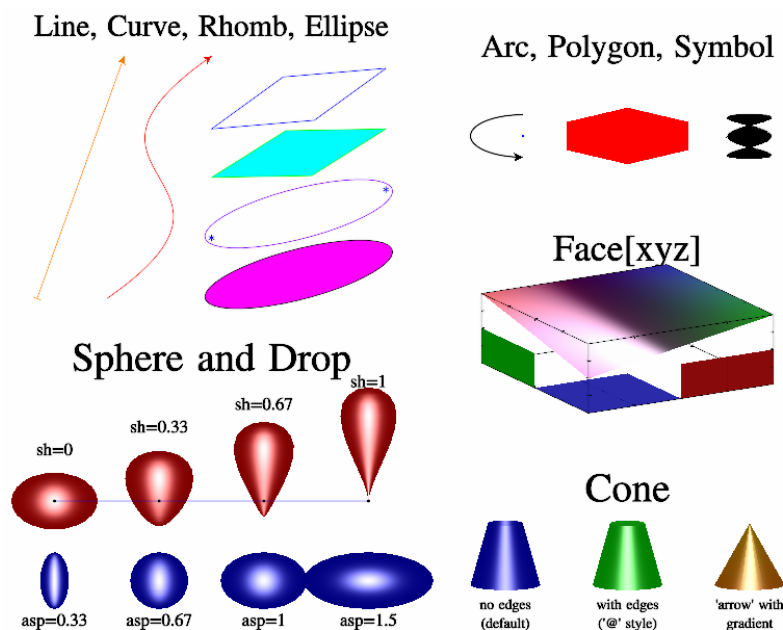 Line, Curve, Rhomb, Ellipse
Arc, Polygon, Symbol
*
*
Face[xyz]
Sphere and Drop
sh=0
sh=0.33
sh=0.67
sh=1
asp=0.33
asp=0.67
asp=1
asp=1.5
Cone
no edges
(default)
with edges
('@' style)
'arrow' with
gradient